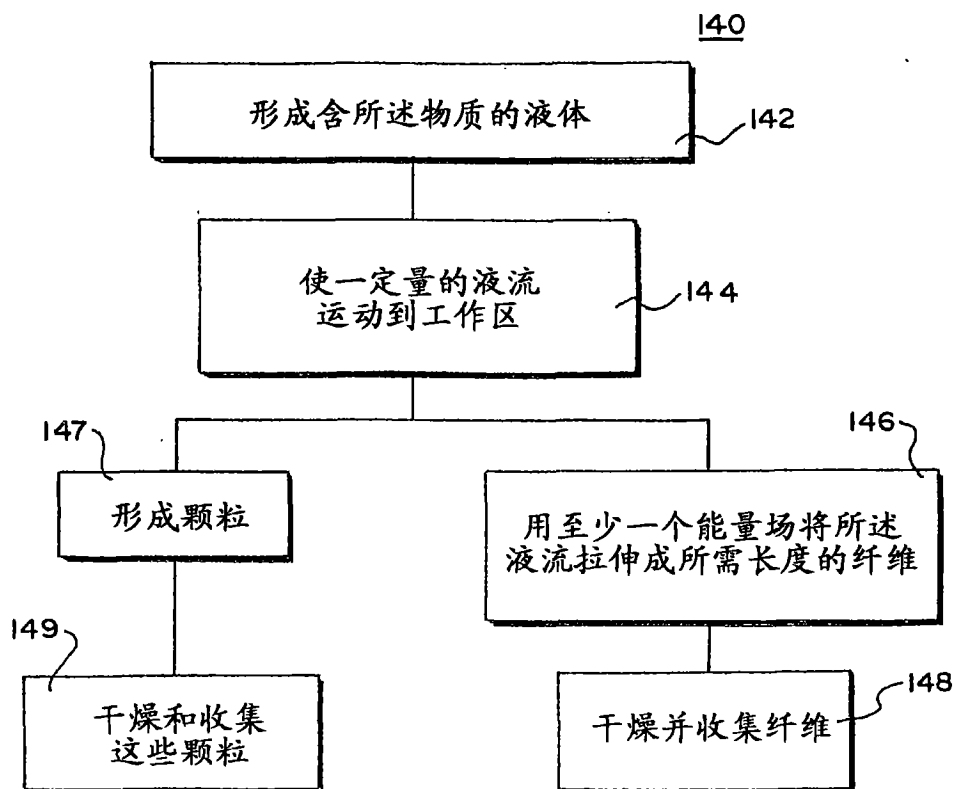 140
形成含所述物质的液体
142
使一定量的液流
运动到工作区
144
147
形成颗粒
146
用至少一个能量场将所述
液流拉伸成所需长度的纤维
149
干燥和收集
这些颗粒
148
干燥并收集纤维